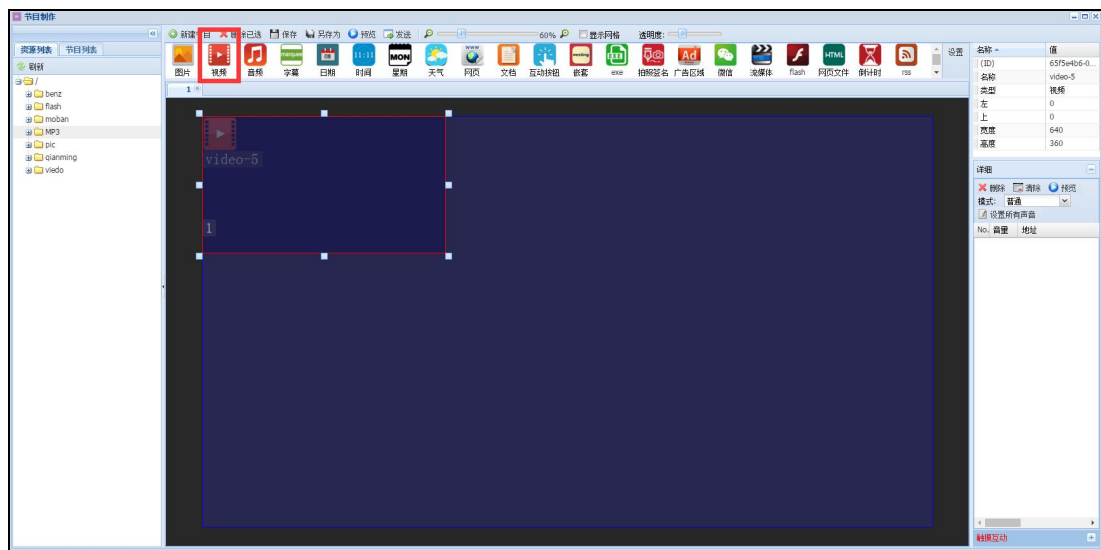 节目制作
资源列表 节目列表
刷新
/
benz
flash
moban
MP3
pic
qianming
viedo
新建节目 删除已选 保存 另存为 预览 发送 60% 显示网格 透明度:
图片 视频 音频 字幕 日期 时间 星期 天气 网页 文档 互动按钮 嵌套 exe 拍照签名 广告区域 微信 流媒体 flash 网页文件 倒计时 rss
设置
1
video-5
1
名称 值
(ID) 65f5e4b6-0...
名称 video-5
类型 视频
左 0
上 0
宽度 640
高度 360
详细
删除 清除 预览
模式: 普通
设置所有声音
No. 音量 地址
触摸互动